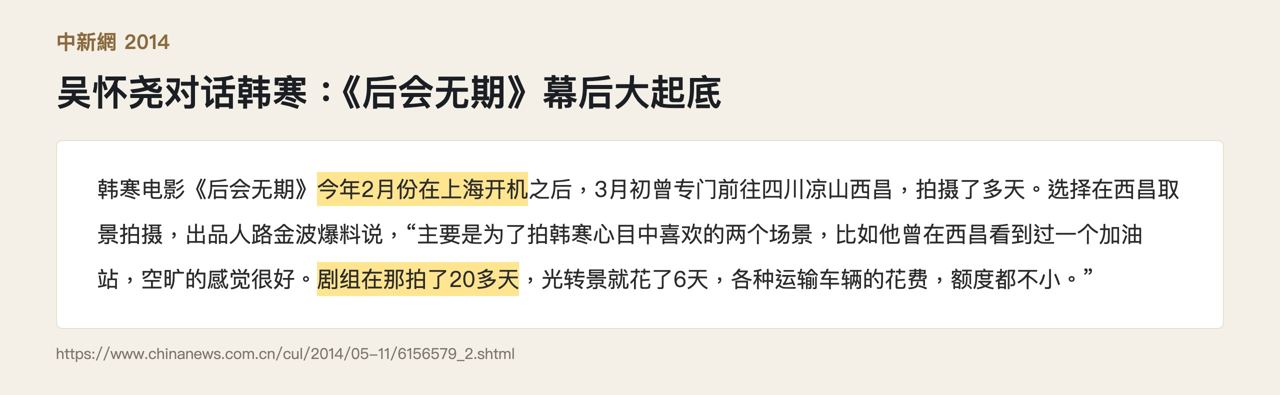 中新網 2014
吴怀尧对话韩寒：《后会无期》幕后大起底
韩寒电影《后会无期》今年2月份在上海开机之后，3月初曾专门前往四川凉山西昌，拍摄了多天。选择在西昌取
景拍摄，出品人路金波爆料说，“主要是为了拍韩寒心目中喜欢的两个场景，比如他曾在西昌看到过一个加油
站，空旷的感觉很好。剧组在那拍了20多天，光转景就花了6天，各种运输车辆的花费，额度都不小。”
https://www.chinanews.com.cn/cul/2014/05-11/6156579_2.shtml